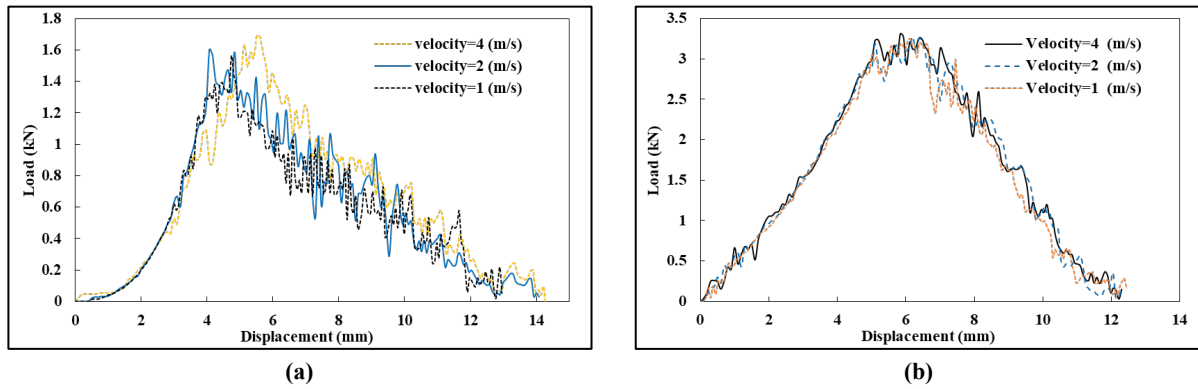 1.8
1.6
1.4
1.2
1
0.8
0.6
0.4
0.2
0
Load (kN)
velocity=4 (m/s)
velocity=2 (m/s)
velocity=1 (m/s)
0 2 4 6 8 10 12 14
Displacement (mm)
(a)
3.5
3
2.5
2
1.5
1
0.5
0
Load (kN)
Velocity=4 (m/s)
Velocity=2 (m/s)
Velocity=1 (m/s)
0 2 4 6 8 10 12 14
Displacement (mm)
(b)